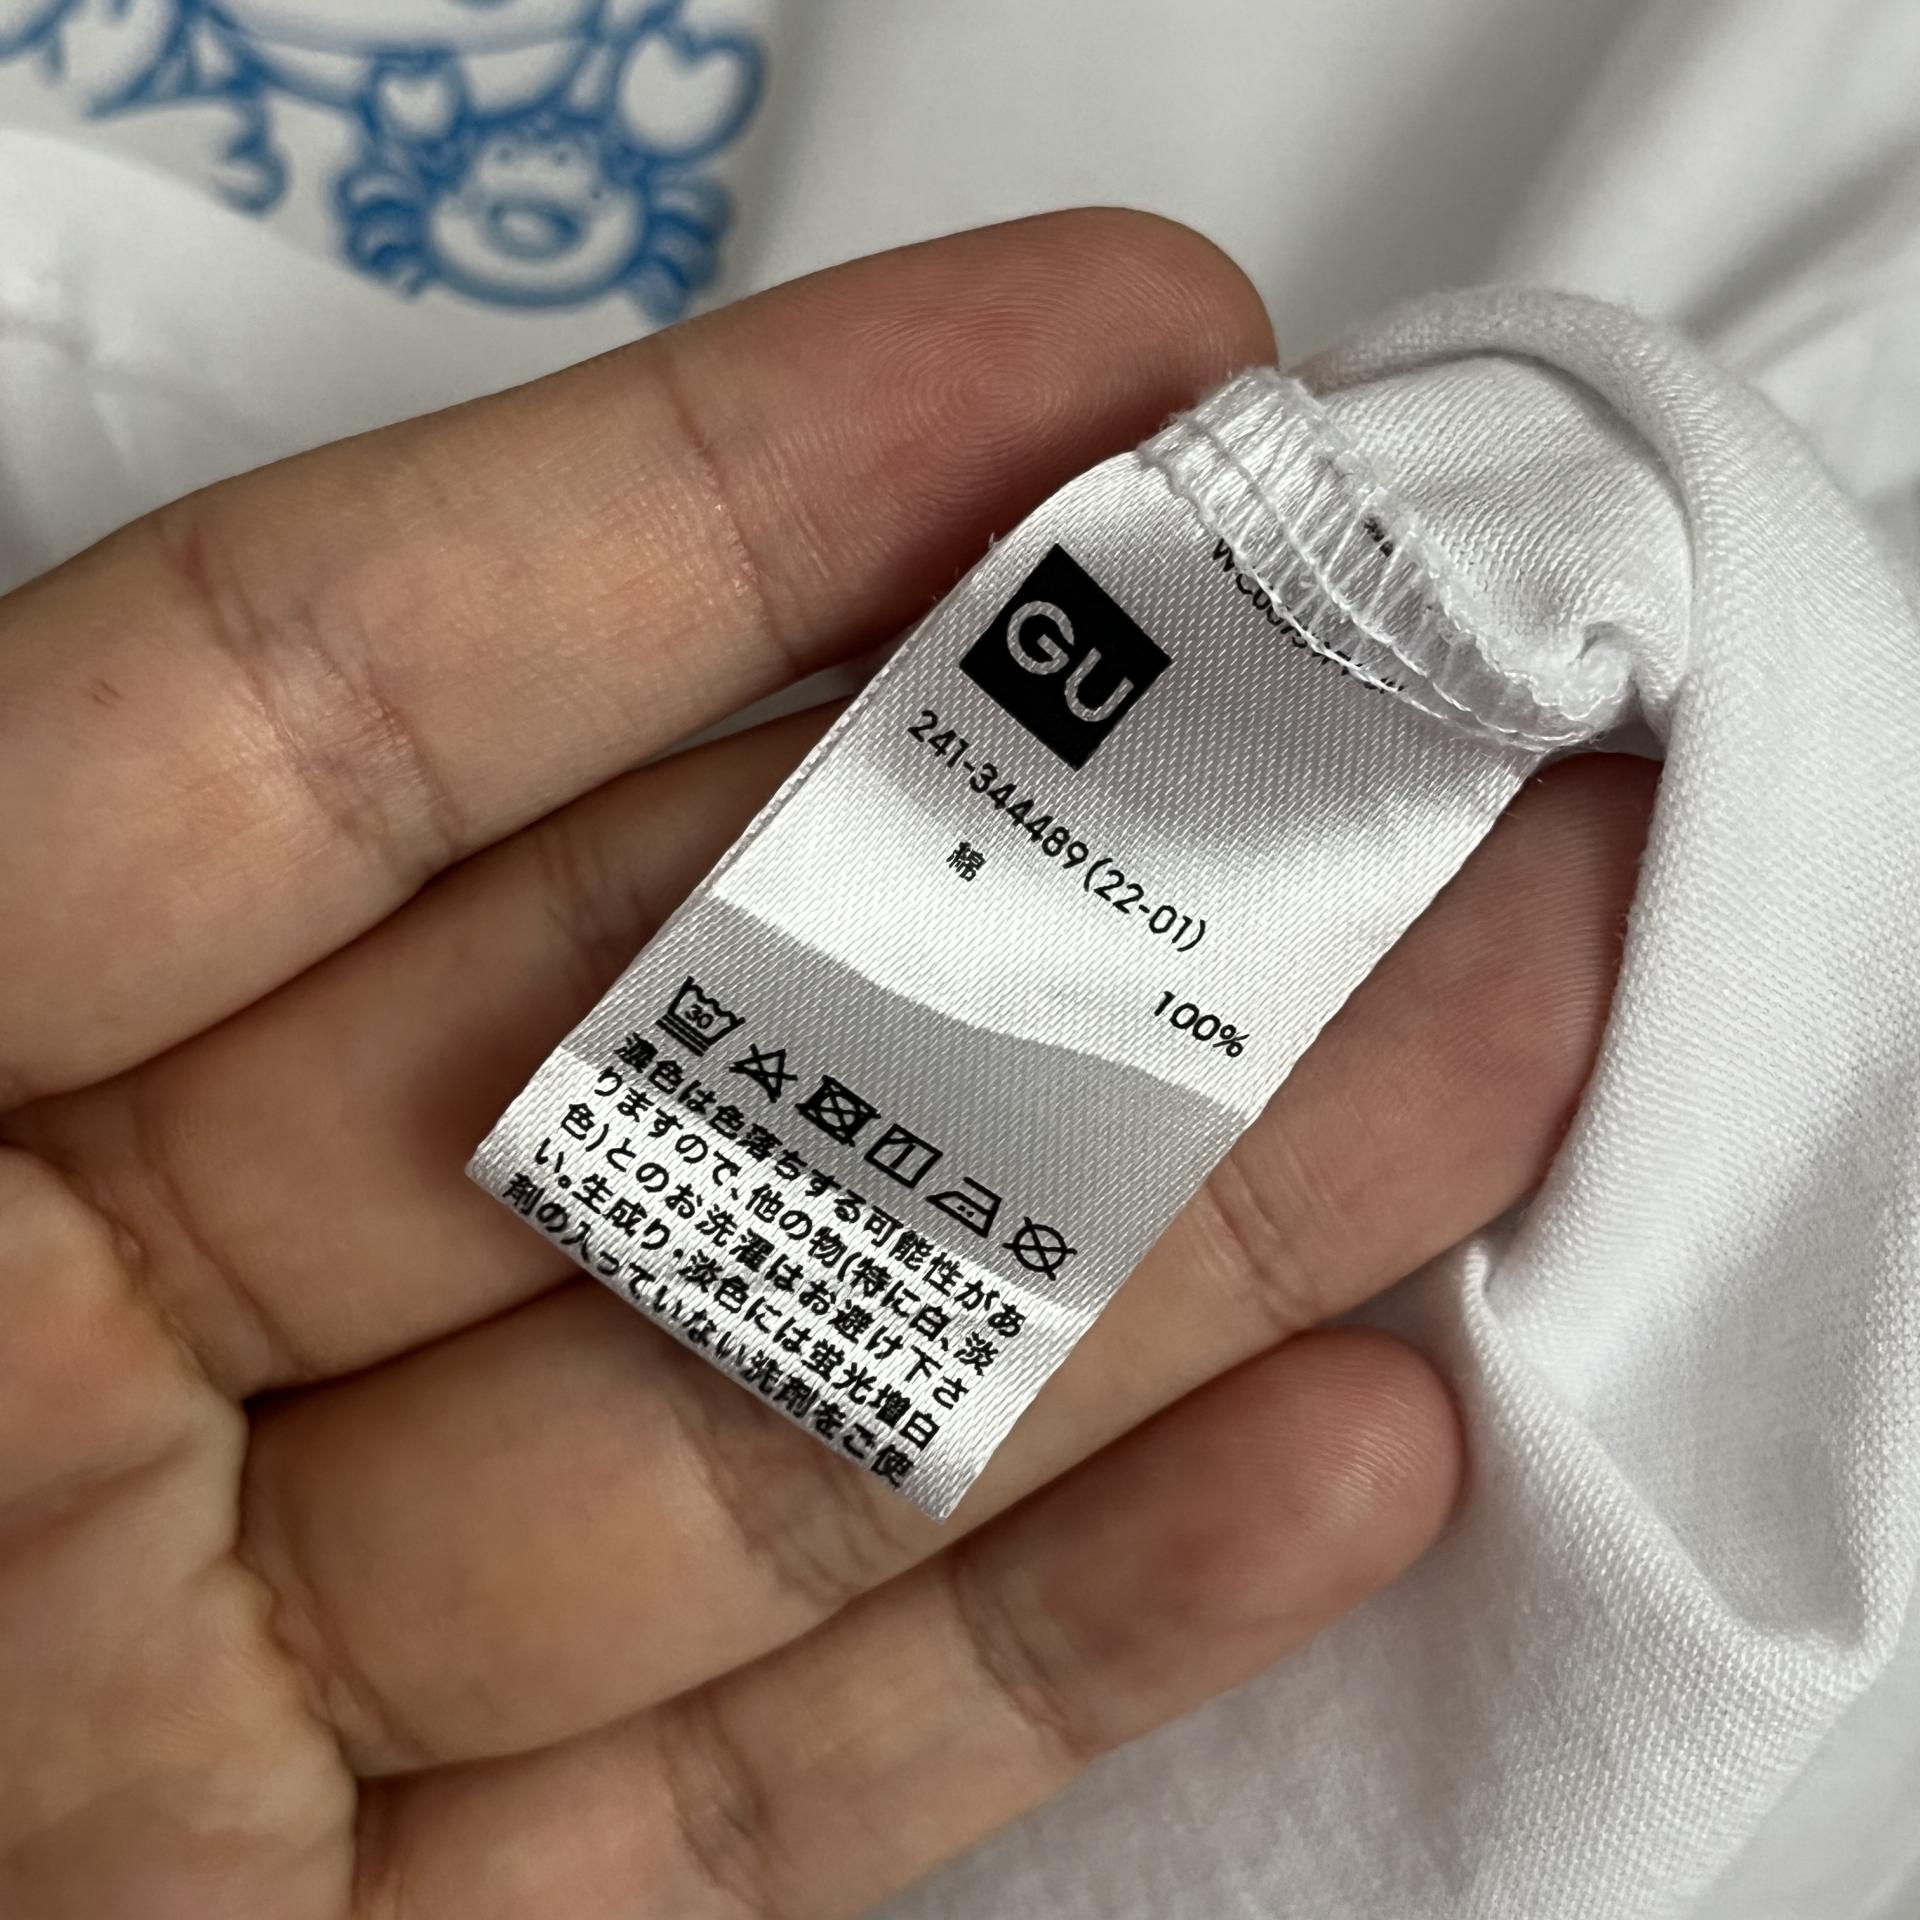 GU
241-344489(22-01)
綿 100%
30
濃色は色落ちする可能性があ
りますので、他の物(特に白、淡
色)とのお洗濯はお避け下さ
い。生成り・淡色には蛍光増白
剤の入っていない洗剤をご使